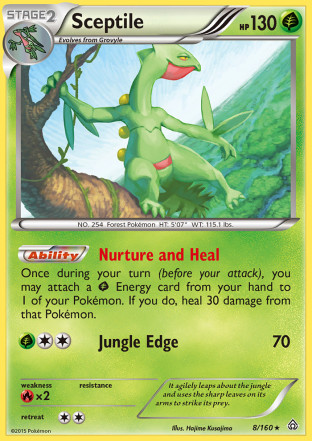 STAGE2
Sceptile
HP130
Evolves from Grovyle
NO. 254 Forest Pokémon HT: 5'07" WT: 115.1 lbs.
Ability Nurture and Heal
Once during your turn (before your attack), you
may attach a Energy card from your hand to
1 of your Pokémon. If you do, heal 30 damage from
that Pokémon.
Jungle Edge 70
weakness resistance
×2
retreat
It agilely leaps about the jungle
and uses the sharp leaves on its
arms to strike its prey.
©2015 Pokémon
Illus. Hajime Kusajima
8/160★